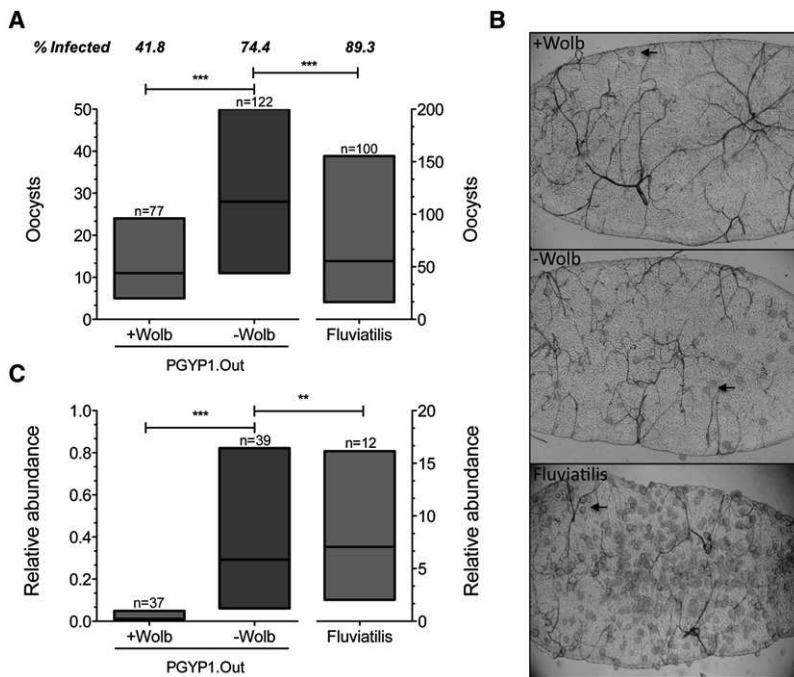 A
% Infected 41.8 74.4 89.3
*** ***
n=122
n=100
n=77
50
40
30
20
10
0
Oocysts
200
150
100
50
0
Oocysts
+Wolb -Wolb Fluviatilis
PGYP1.Out
B
+Wolb
-Wolb
Fluviatilis
C
*** **
n=39 n=12
n=37
1.0
0.8
0.6
0.4
0.2
0.0
Relative abundance
20
15
10
5
0
Relative abundance
+Wolb -Wolb Fluviatilis
PGYP1.Out